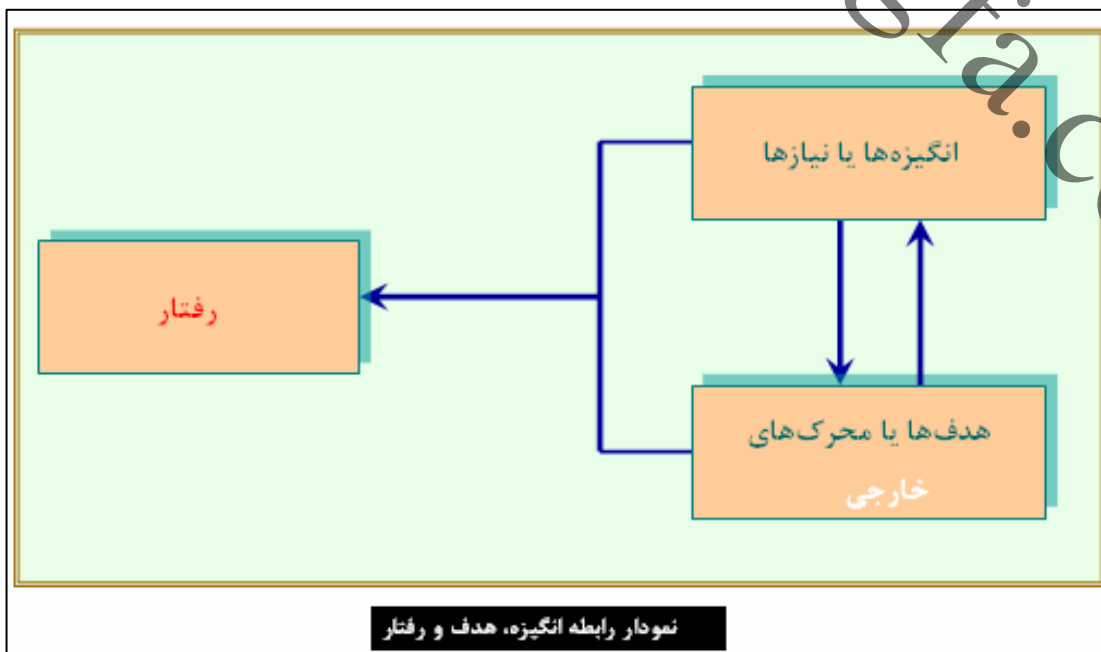 انگیزه‌ها یا نیازها
رفتار
هدف‌ها یا محرک‌های
خارجی
نمودار رابطه انگیزه، هدف و رفتار